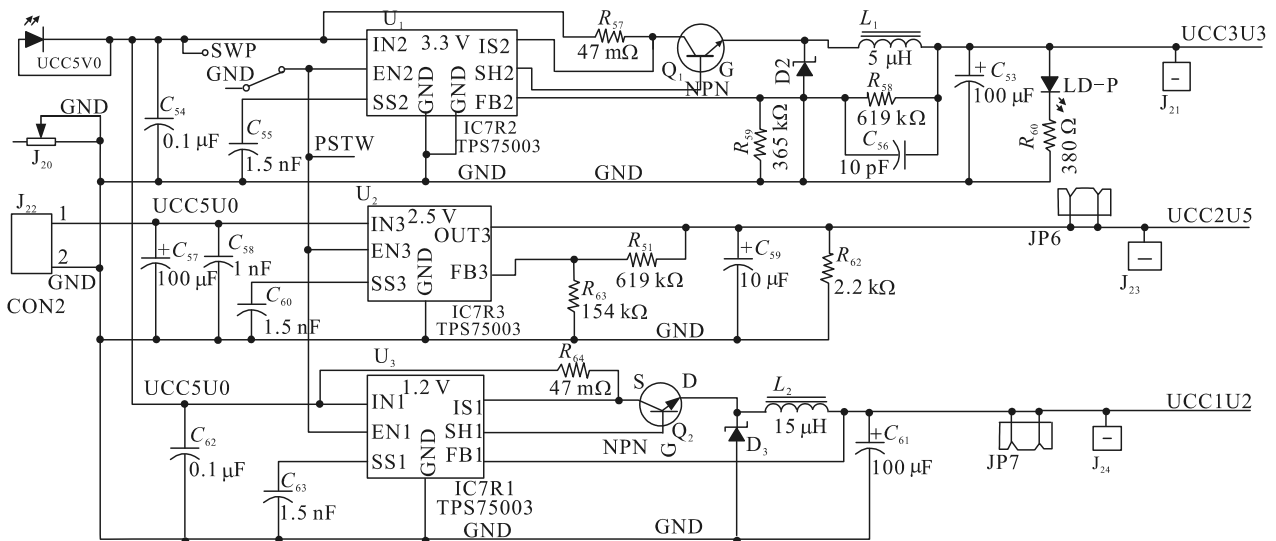 UCC5V0
SWP
GND
U1
IN2 3.3 V IS2
EN2 SH2
SS2 GND GND FB2
IC7R2
TPS75003
R57
47 mΩ
Q1 NPN G
D2
L1
5 µH
R58
619 kΩ
C56
10 pF
R59
365 kΩ
C53
+
100 µF
LD-P
R60
380 Ω
UCC3U3
J21
GND
J20
C54
0.1 µF
C55
1.5 nF
PSTW
GND GND
J22
1
2
GND
CON2
UCC5U0
+ C57
100 µF
C58
1 nF
C60
1.5 nF
U2
IN3 2.5 V OUT3
EN3
SS3 GND FB3
IC7R3
TPS75003
R51
619 kΩ
R63
154 kΩ
+ C59
10 µF
R62
2.2 kΩ
GND
JP6
UCC2U5
J23
UCC5U0
C62
0.1 µF
C63
1.5 nF
U3
IN1 1.2 V IS1
EN1 SH1
SS1 GND FB1
IC7R1
TPS75003
R64
47 mΩ
S D
NPN G Q2
D3
L2
15 µH
+ C61
100 µF
JP7
UCC1U2
J24
GND GND